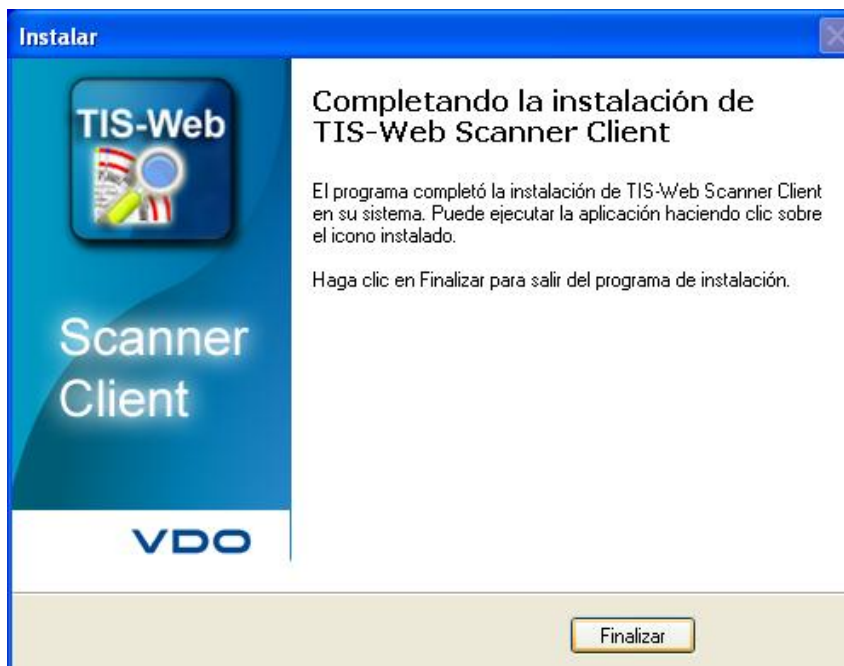 Instalar
TIS-Web
Scanner
Client
VDO
Completando la instalación de
TIS-Web Scanner Client
El programa completó la instalación de TIS-Web Scanner Client
en su sistema. Puede ejecutar la aplicación haciendo clic sobre
el icono instalado.
Haga clic en Finalizar para salir del programa de instalación.
Finalizar